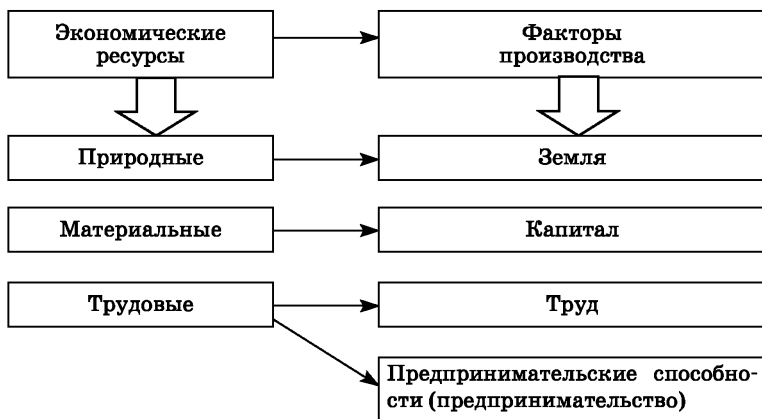 Экономические
ресурсы
Факторы
производства
Природные
Земля
Материальные
Капитал
Трудовые
Труд
Предпринимательские способно-
сти (предпринимательство)